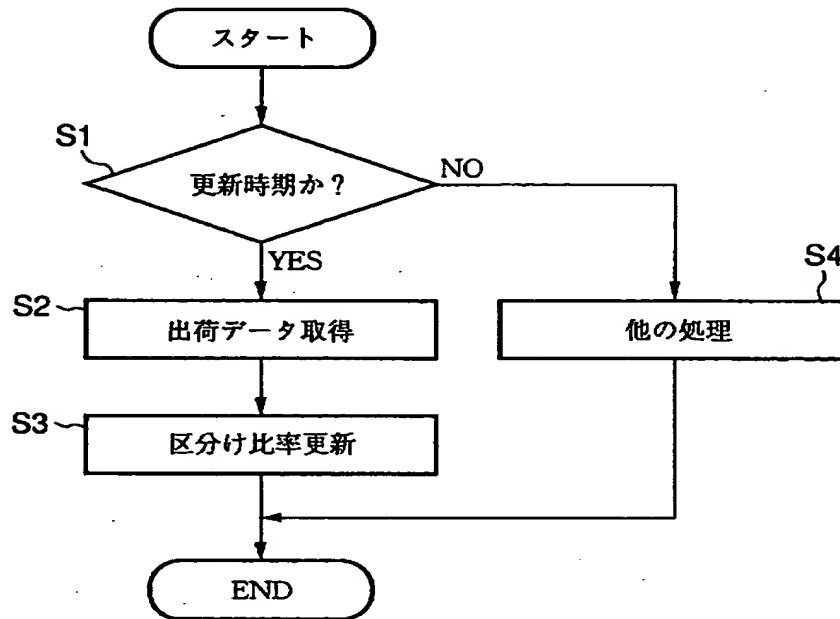 スタート
S1
更新時期か？
NO
YES
S4
S2
出荷データ取得
他の処理
S3
区分け比率更新
END